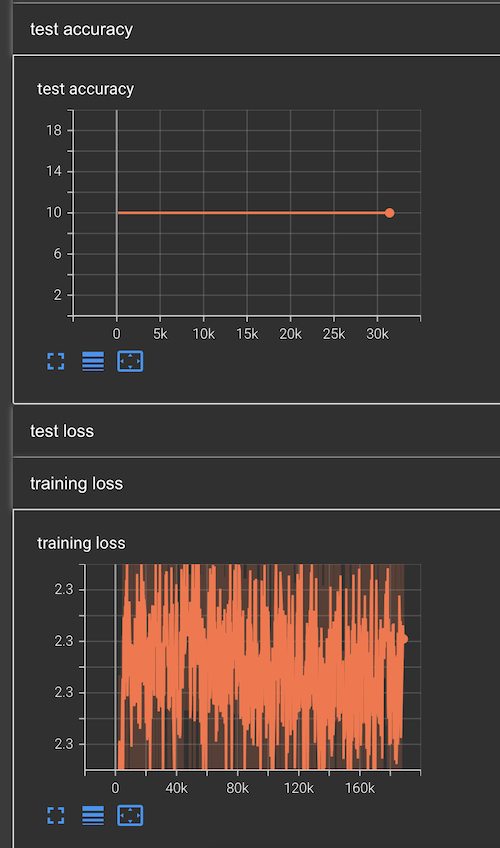 test accuracy
test accuracy
18
14
10
6
2
0 5k 10k 15k 20k 25k 30k
test loss
training loss
training loss
2.3
2.3
2.3
2.3
0 40k 80k 120k 160k